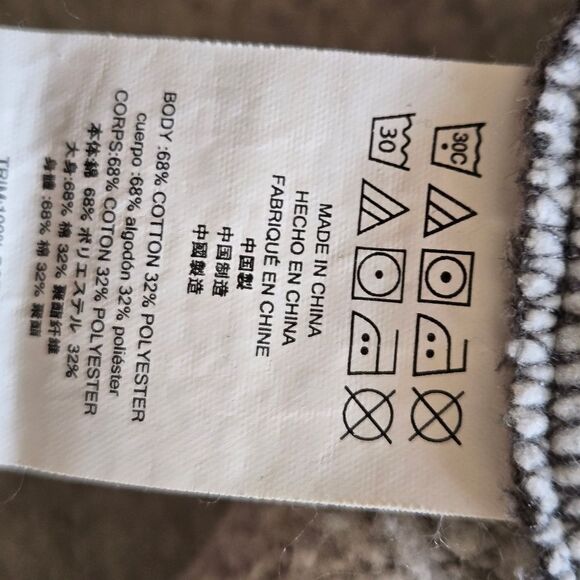 30C
30
MADE IN CHINA
HECHO EN CHINA
FABRIQUÉ EN CHINE
中国製
中国制造
中國製造
BODY :68% COTTON 32% POLYESTER
cuerpo :68% algodón 32% poliéster
CORPS:68% COTON 32% POLYESTER
本体綿 68% ポリエステル 32%
大身:68% 棉 32% 聚酯纤维
身體 :68% 棉 32% 聚酯
TRIM:100%